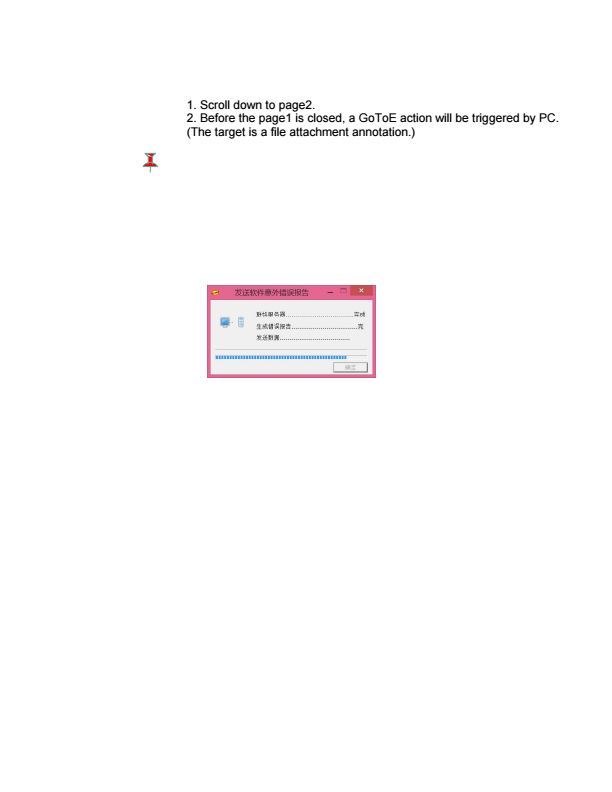 1. Scroll down to page2.
2. Before the page1 is closed, a GoToE action will be triggered by PC.
(The target is a file attachment annotation.)
发送软件意外错误报告
服务器..............................完成
生成错误报告..............................完
发送数据..............................
确定